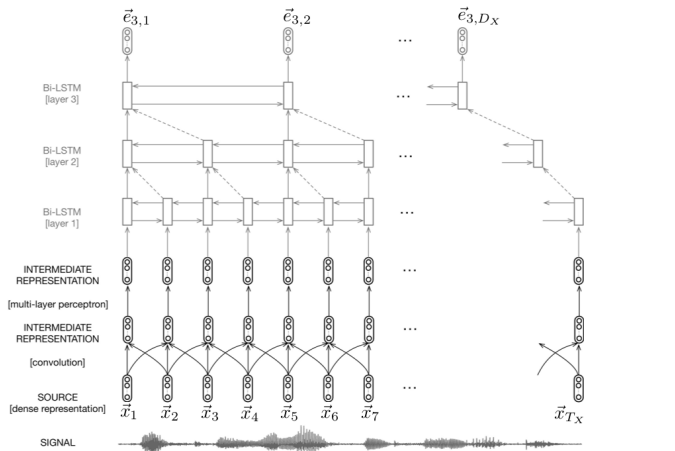 e⃗3,1 e⃗3,2 e⃗3,DX
...
Bi-LSTM
[layer 3]
...
Bi-LSTM
[layer 2]
...
Bi-LSTM
[layer 1]
...
INTERMEDIATE
REPRESENTATION
...
[multi-layer perceptron]
INTERMEDIATE
REPRESENTATION
...
[convolution]
SOURCE
[dense representation]
...
x⃗1 x⃗2 x⃗3 x⃗4 x⃗5 x⃗6 x⃗7 x⃗TX
SIGNAL